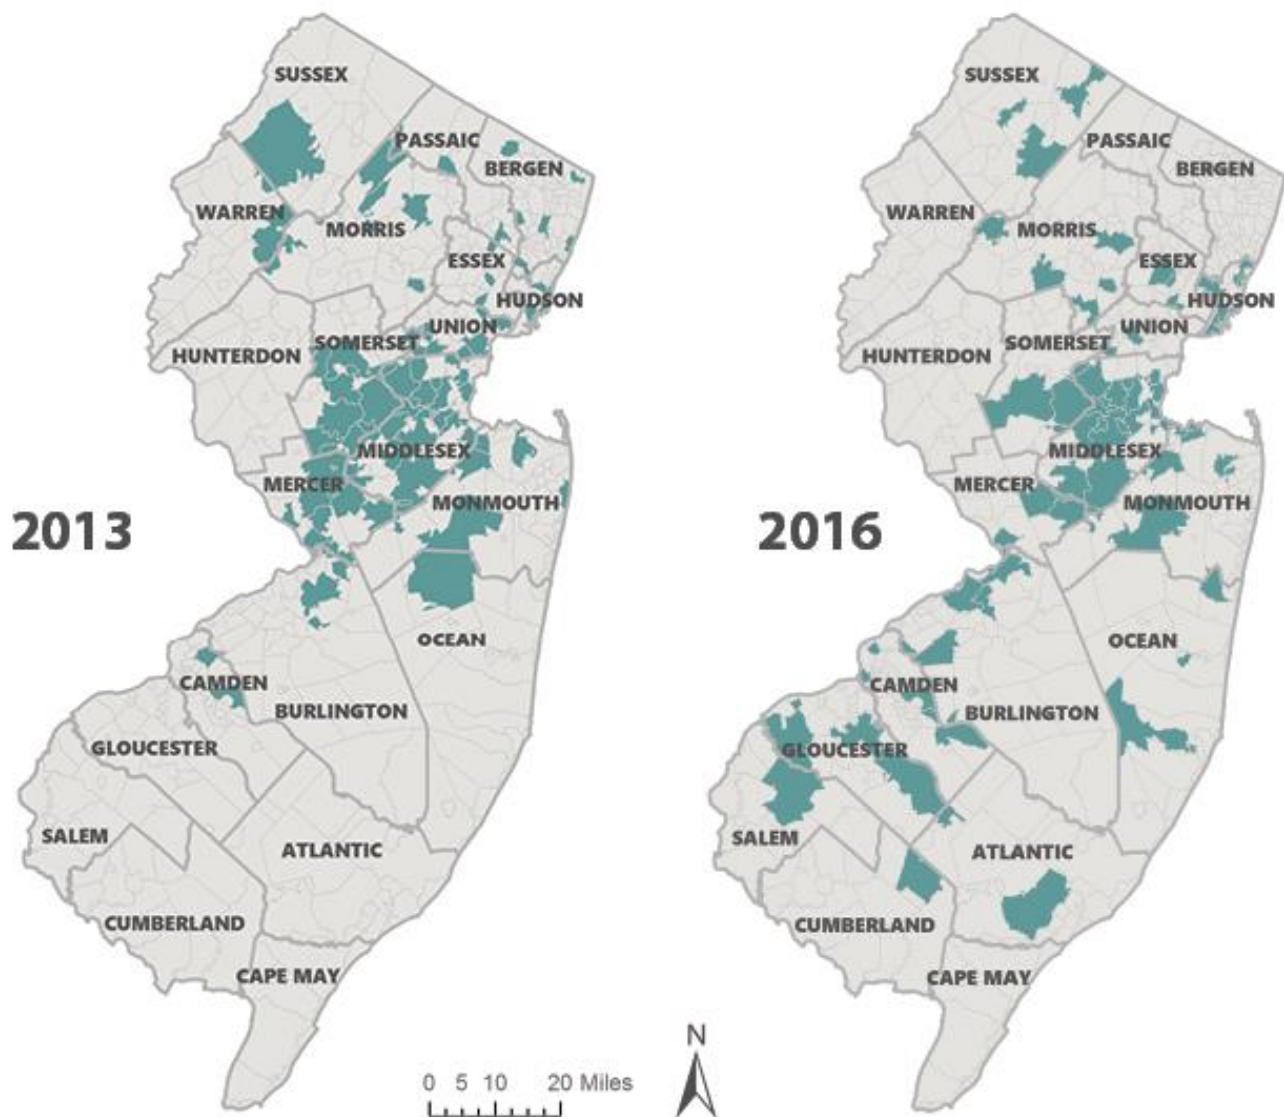 SUSSEX
PASSAIC
BERGEN
WARREN
MORRIS
ESSEX
HUDSON
UNION
SOMERSET
HUNTERDON
MIDDLESEX
MERCER
MONMOUTH
2013
OCEAN
CAMDEN
BURLINGTON
GLOUCESTER
SALEM
ATLANTIC
CUMBERLAND
CAPE MAY
SUSSEX
PASSAIC
BERGEN
WARREN
MORRIS
ESSEX
HUDSON
UNION
SOMERSET
HUNTERDON
MIDDLESEX
MERCER
MONMOUTH
2016
OCEAN
CAMDEN
BURLINGTON
GLOUCESTER
SALEM
ATLANTIC
CUMBERLAND
CAPE MAY
N
0 5 10 20 Miles